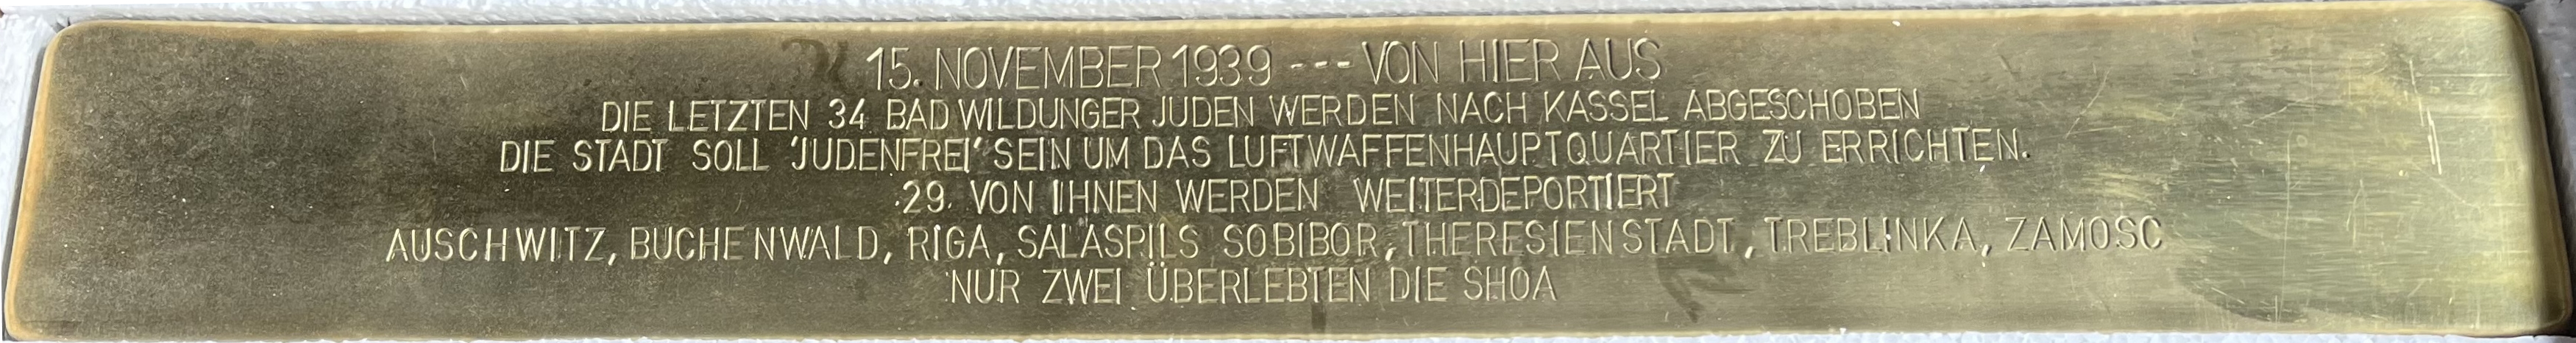 15. NOVEMBER 1939 --- VON HIER AUS
DIE LETZTEN 34 BAD WILDUNGER JUDEN WERDEN NACH KASSEL ABGESCHOBEN
DIE STADT SOLL 'JUDENFREI' SEIN UM DAS LUFTWAFFENHAUPTQUARTIER ZU ERRICHTEN.
29 VON IHNEN WERDEN WEITERDEPORTIERT
AUSCHWITZ, BUCHENWALD, RIGA, SALASPILS SOBIBOR, THERESIENSTADT, TREBLINKA, ZAMOSC
NUR ZWEI ÜBERLEBTEN DIE SHOA